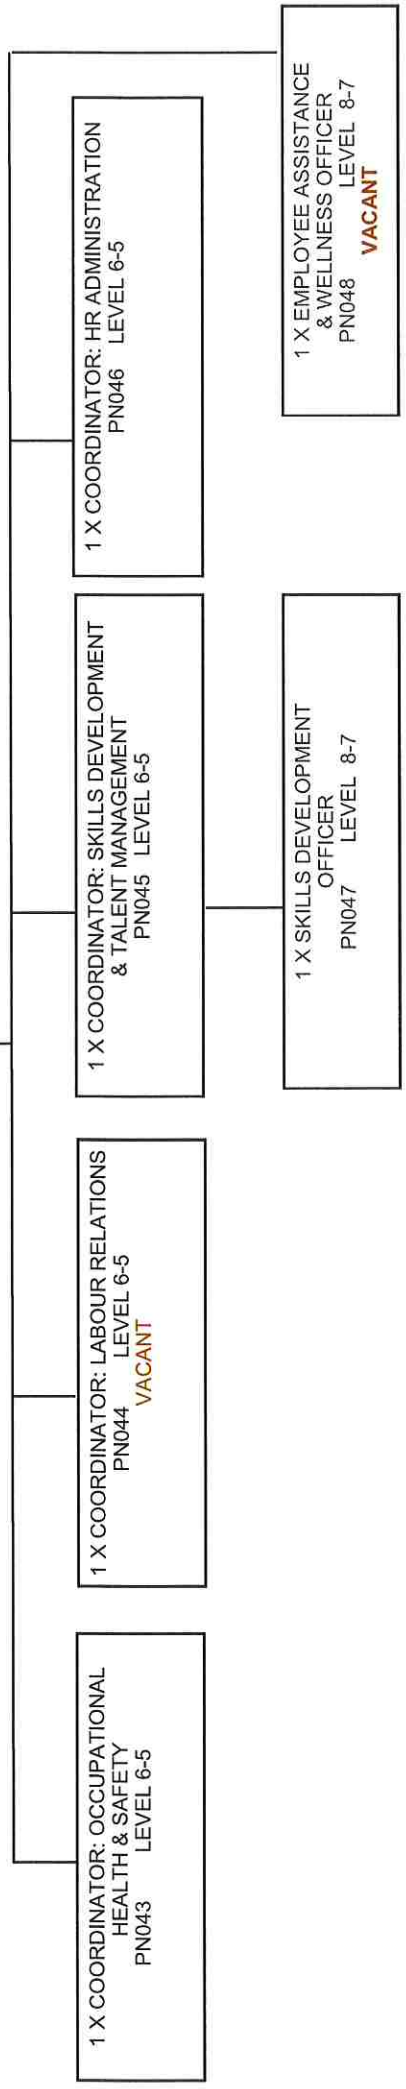 1 X COORDINATOR: OCCUPATIONAL
HEALTH & SAFETY
PN043 LEVEL 6-5
1 X COORDINATOR: LABOUR RELATIONS
PN044 LEVEL 6-5
VACANT
1 X COORDINATOR: SKILLS DEVELOPMENT
& TALENT MANAGEMENT
PN045 LEVEL 6-5
1 X COORDINATOR: HR ADMINISTRATION
PN046 LEVEL 6-5
1 X SKILLS DEVELOPMENT
OFFICER
PN047 LEVEL 8-7
1 X EMPLOYEE ASSISTANCE
& WELLNESS OFFICER
PN048 LEVEL 8-7
VACANT